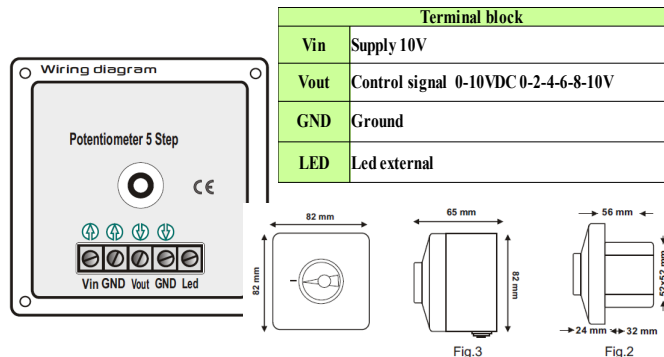 Terminal block
Vin Supply 10V
Vout Control signal 0-10VDC 0-2-4-6-8-10V
GND Ground
LED Led external
Wiring diagram
Potentiometer 5 Step
CE
Vin GND Vout GND Led
82 mm
82 mm
65 mm
82 mm
Fig.3
56 mm
52x52 mm
24 mm 32 mm
Fig.2